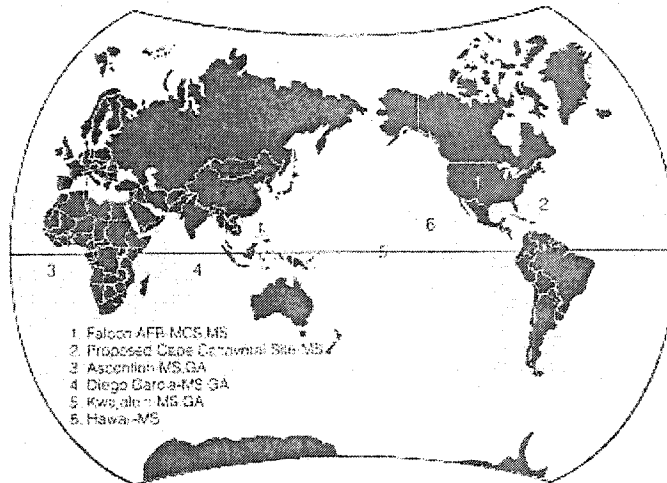 1
2
6
5
3
4
1. Falcon AFB-MCS,MS
2. Proposed Cape Canaveral Site-MS
3. Ascention-MS,GA
4. Diego Garcia-MS,GA
5. Kwajalein-MS,GA
6. Hawaii-MS